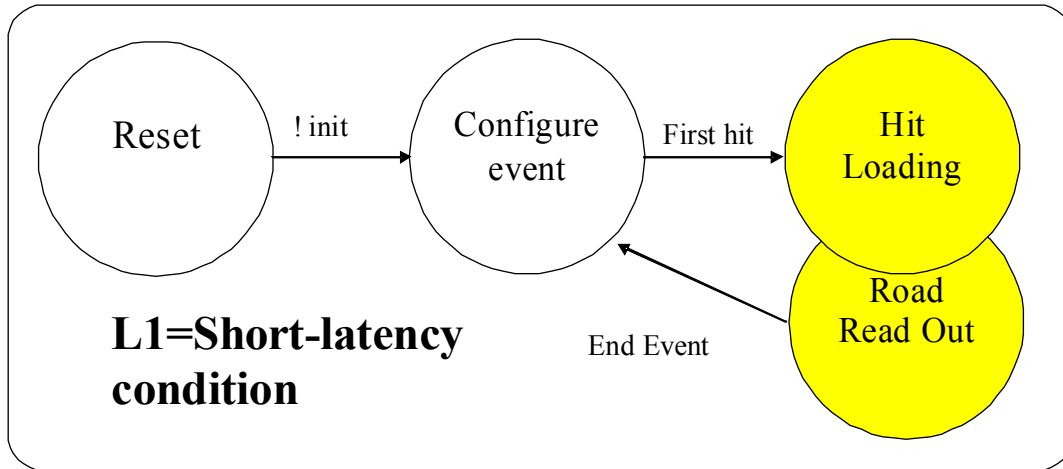 Reset
! init
Configure
event
First hit
Hit
Loading
Road
Read Out
End Event
L1=Short-latency
condition